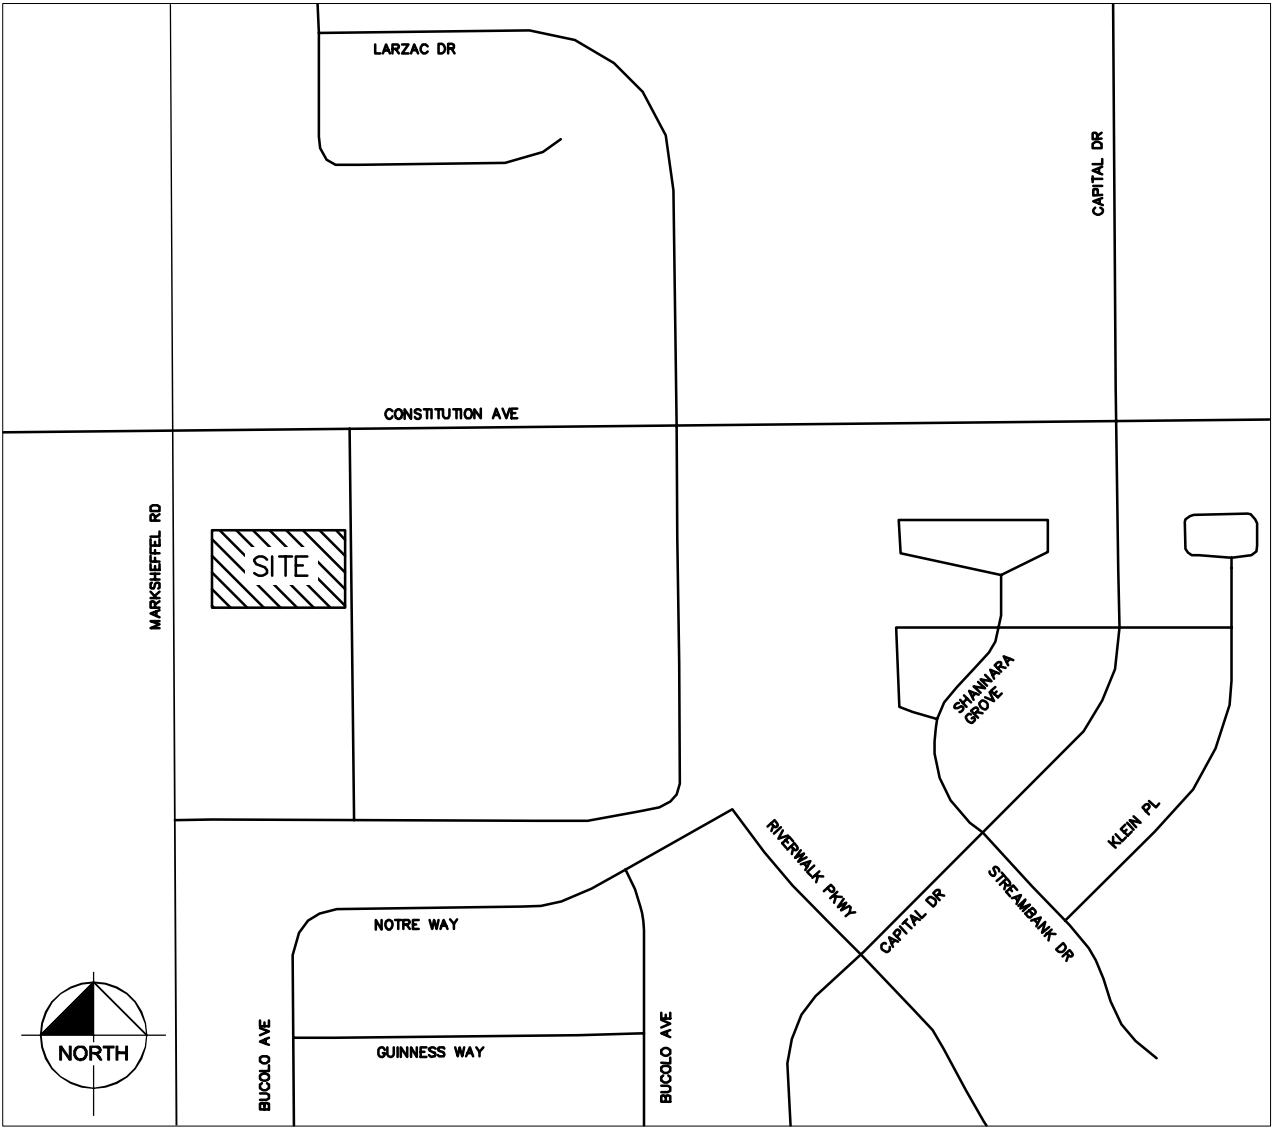 LARZAC DR
CAPITAL DR
CONSTITUTION AVE
MARKSHEFFEL RD
SITE
SHANNARA
GROVE
KLEIN PL
RIVERWALK PKWY
CAPITAL DR
STREAMBANK DR
NOTRE WAY
BUCOLO AVE
GUINNESS WAY
BUCOLO AVE
NORTH